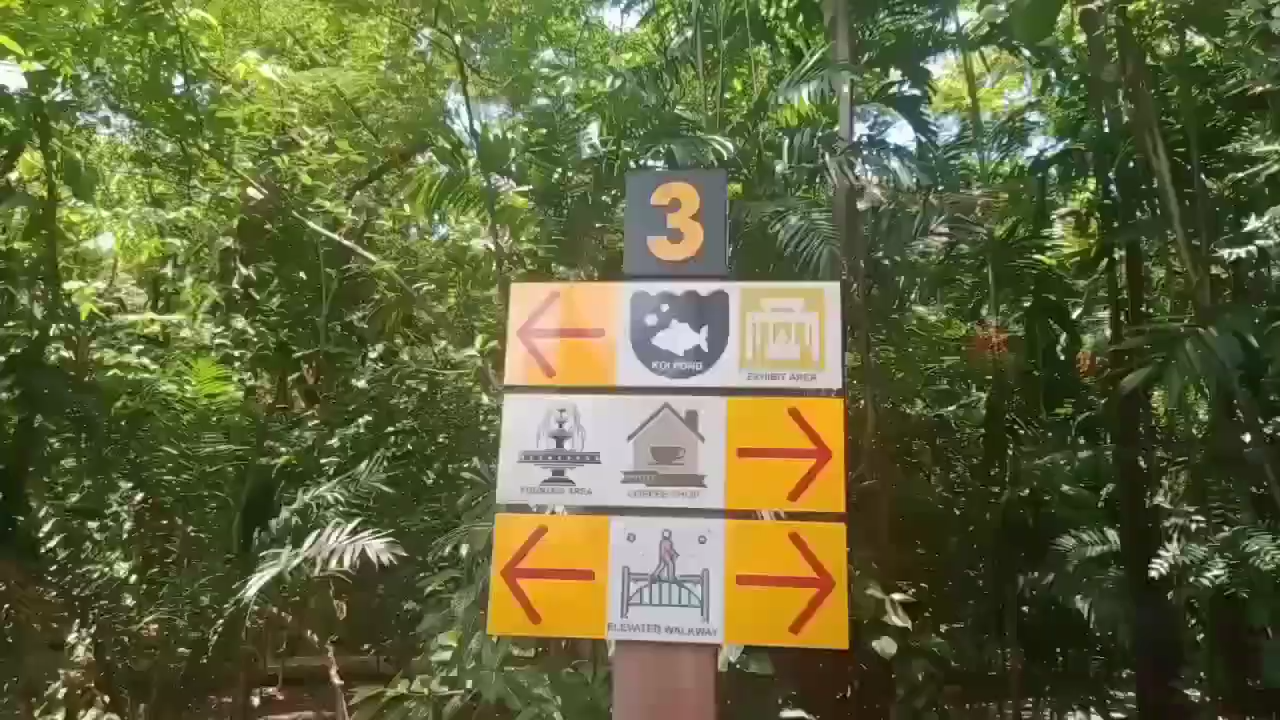 3
KOI POND
EXHIBIT AREA
FOUNTAIN AREA
COFFEE SHOP
ELEVATED WALKWAY